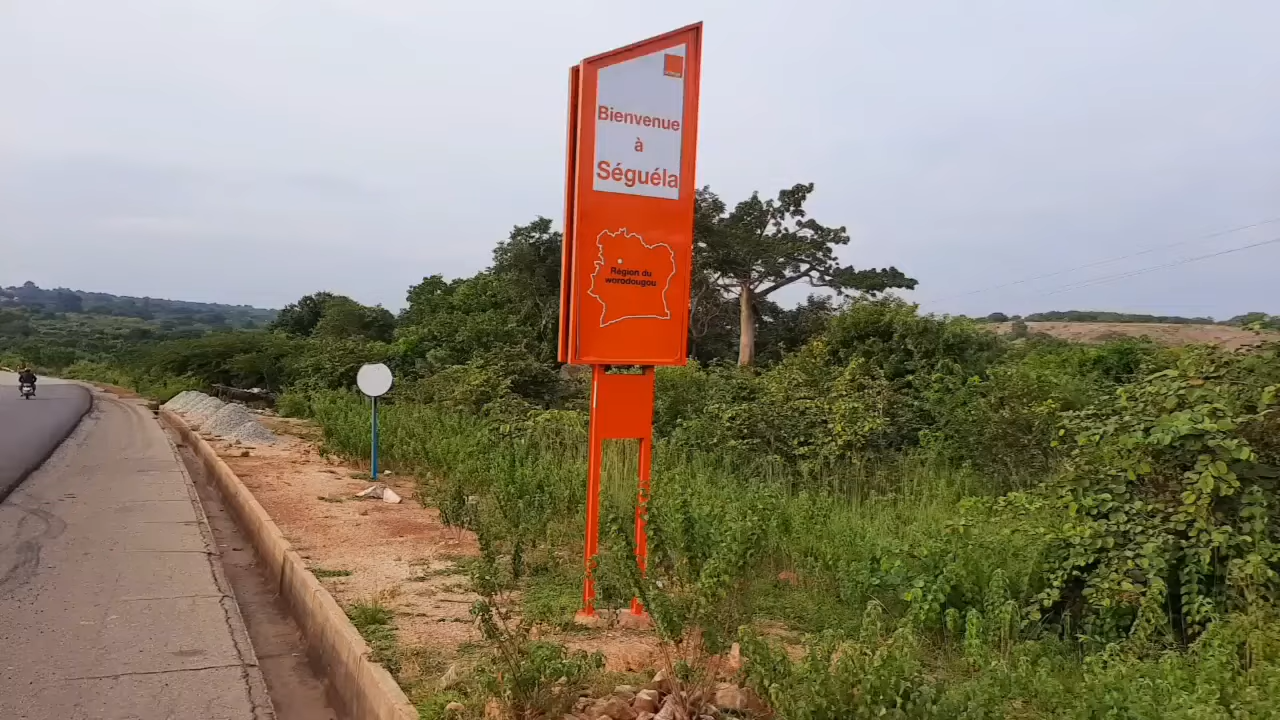 Bienvenue
à
Séguéla
Région du
worodougou